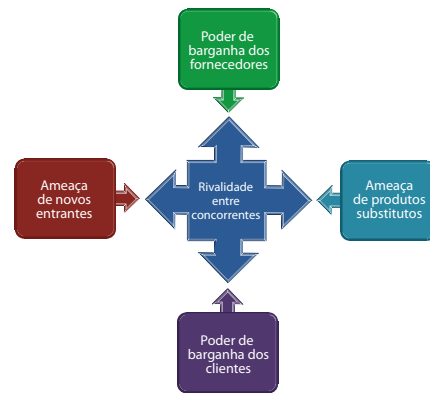 Poder de
barganha dos
fornecedores
Ameaça
de novos
entrantes
Rivalidade
entre
concorrentes
Ameaça
de produtos
substitutos
Poder de
barganha dos
clientes